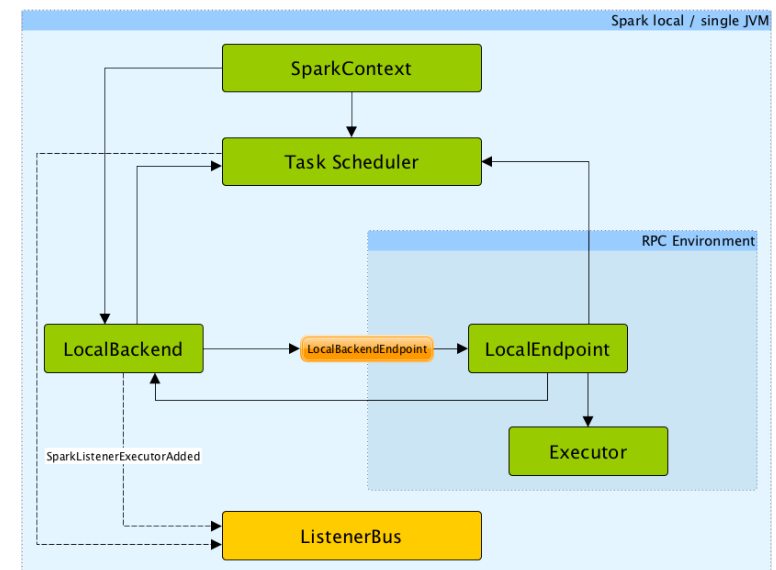 Spark local / single JVM
SparkContext
Task Scheduler
RPC Environment
LocalBackend
LocalBackendEndpoint
LocalEndpoint
SparkListenerExecutorAdded
Executor
ListenerBus